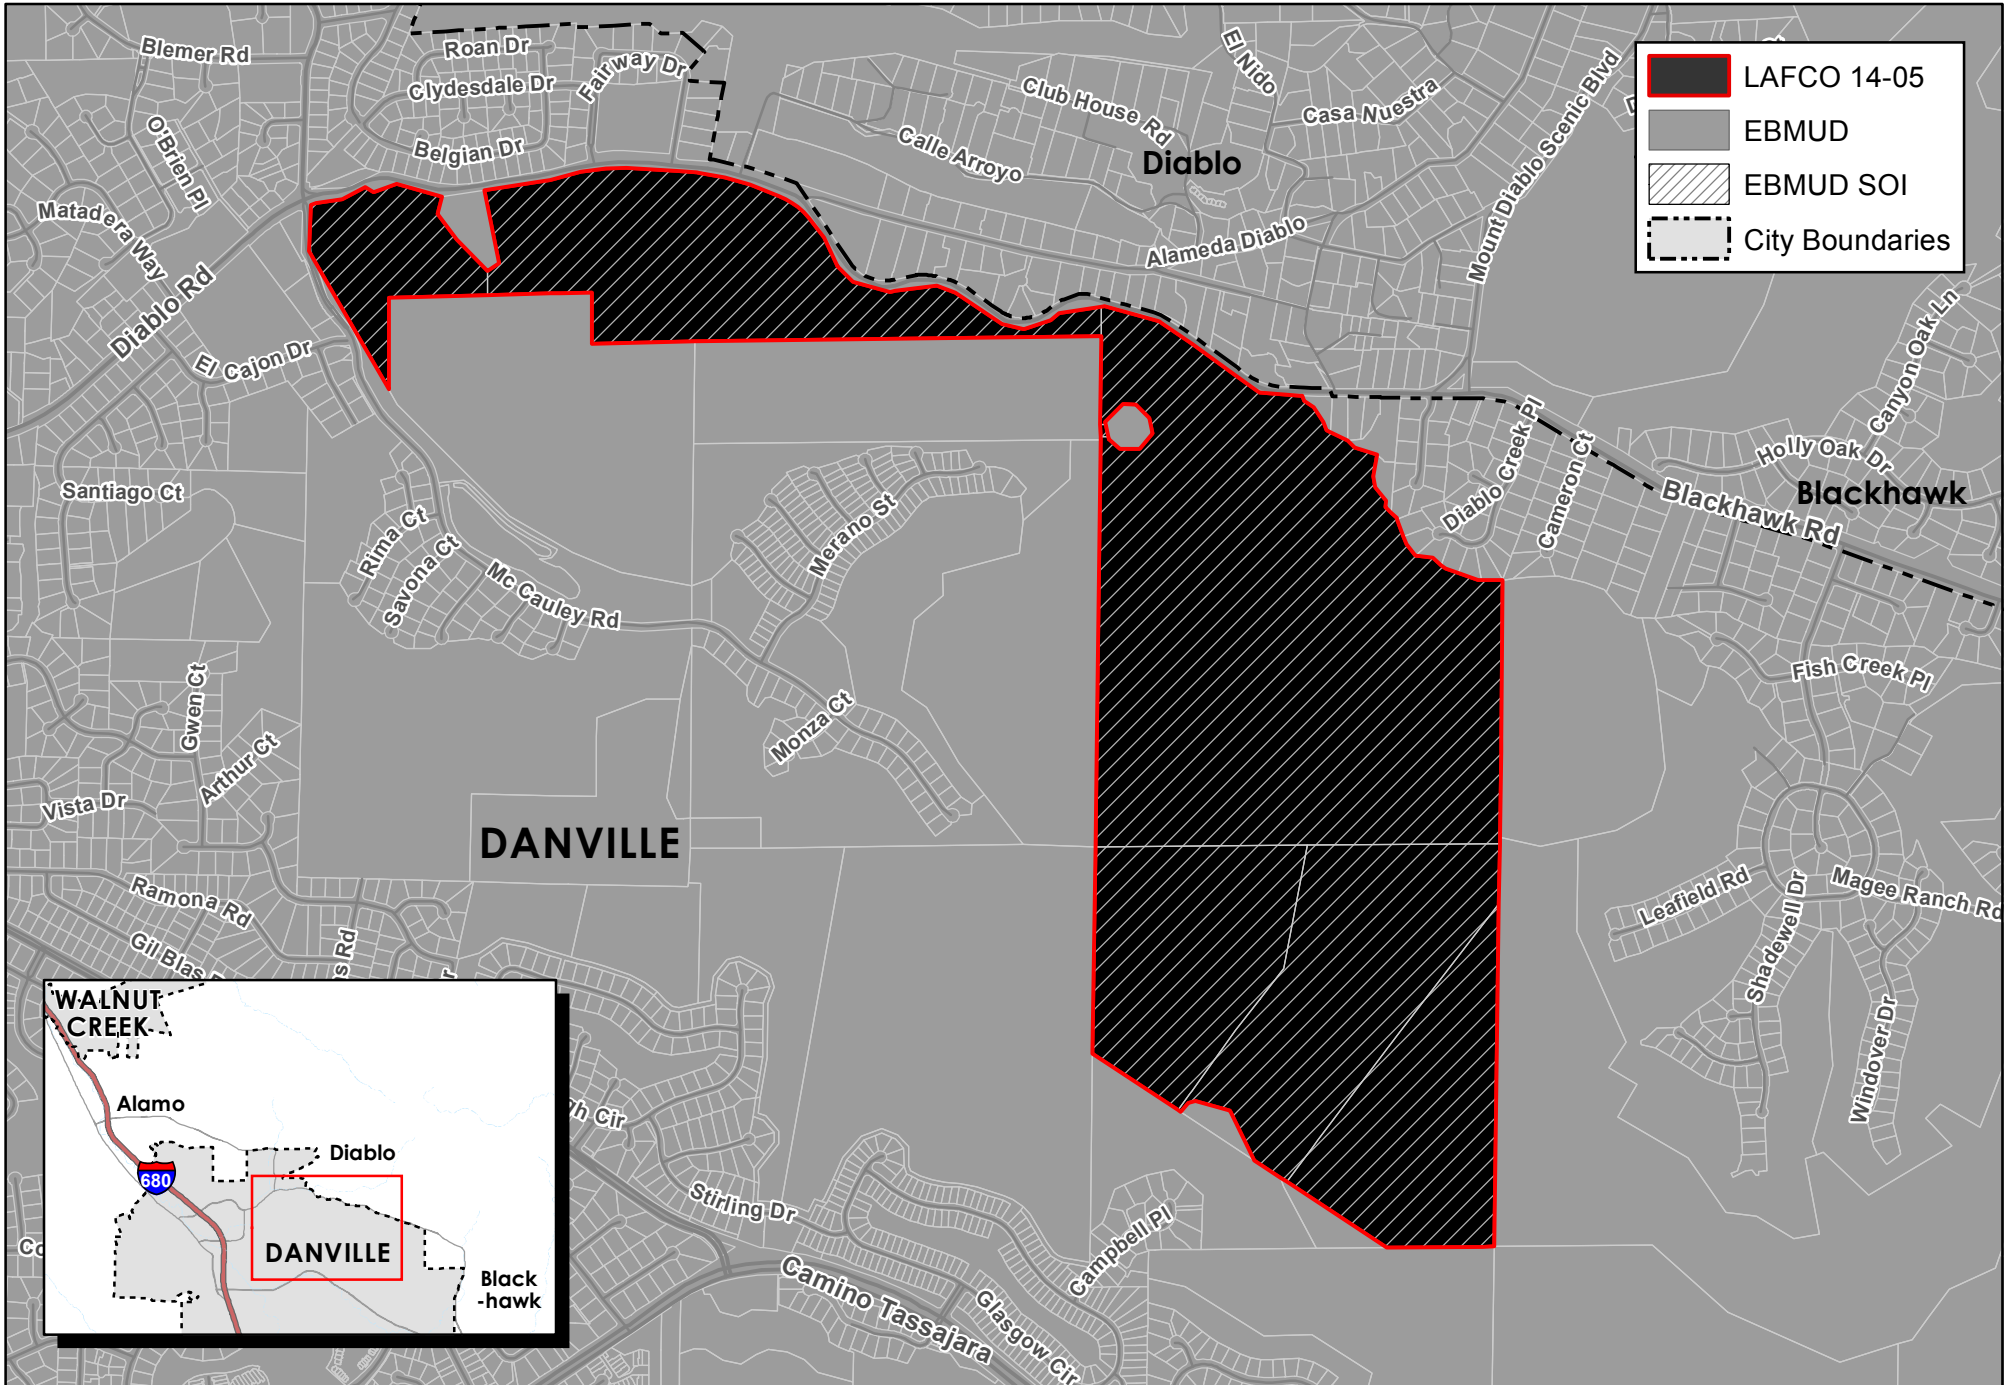 Blemer Rd
Roan Dr
Clydesdale Dr
Fairway Dr
Belgian Dr
O'Brien Pl
Matadera Way
Diablo Rd
El Cajon Dr
El Nido
Club House Rd
Casa Nuestra
Calle Arroyo
Diablo
Alameda Diablo
Mount Diablo Scenic Blvd
LAFCO 14-05
EBMUD
EBMUD SOI
City Boundaries
Canyon Oak Ln
Holly Oak Dr
Blackhawk
Blackhawk Rd
Diablo Creek Pl
Cameron Ct
Santiago Ct
Rima Ct
Savona Ct
Mc Cauley Rd
Merano St
Monza Ct
Fish Creek Pl
Gwen Ct
Arthur Ct
Vista Dr
DANVILLE
Ramona Rd
Gil Blas
Leafield Rd
Shadewell Dr
Magee Ranch Rd
Windover Dr
Stirling Dr
Campbell Pl
Camino Tassajara
Glasgow Cir
Cir
WALNUT
CREEK
Alamo
Diablo
680
DANVILLE
Black
-hawk